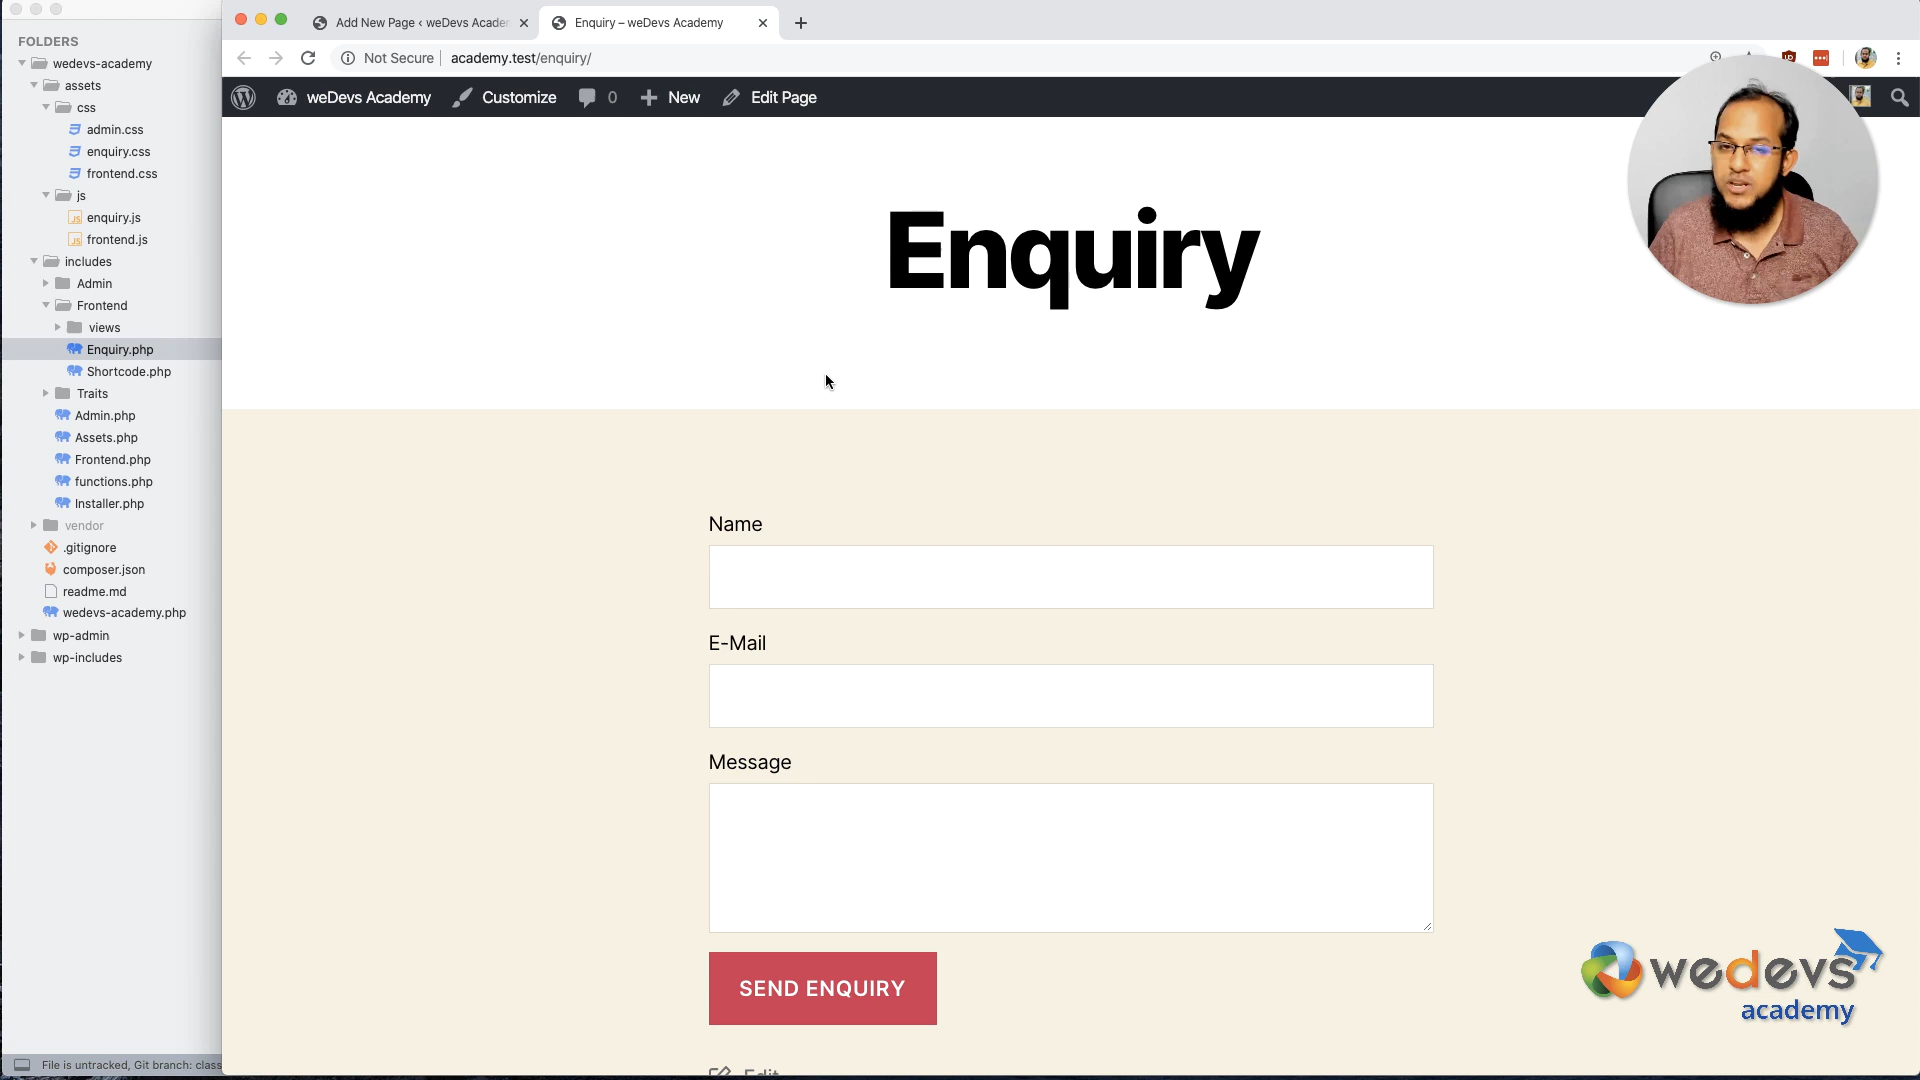 FOLDERS
wedevs-academy
assets
css
admin.css
enquiry.css
frontend.css
js
enquiry.js
frontend.js
includes
Admin
Frontend
views
Enquiry.php
Shortcode.php
Traits
Admin.php
Assets.php
Frontend.php
functions.php
Installer.php
vendor
.gitignore
composer.json
readme.md
wedevs-academy.php
wp-admin
wp-includes
File is untracked, Git branch: class
Add New Page ‹ weDevs Academ
Enquiry – weDevs Academy
Not Secure academy.test/enquiry/
weDevs Academy Customize 0 New Edit Page
Enquiry
Name
E-Mail
Message
SEND ENQUIRY
Edit
wedevs
academy